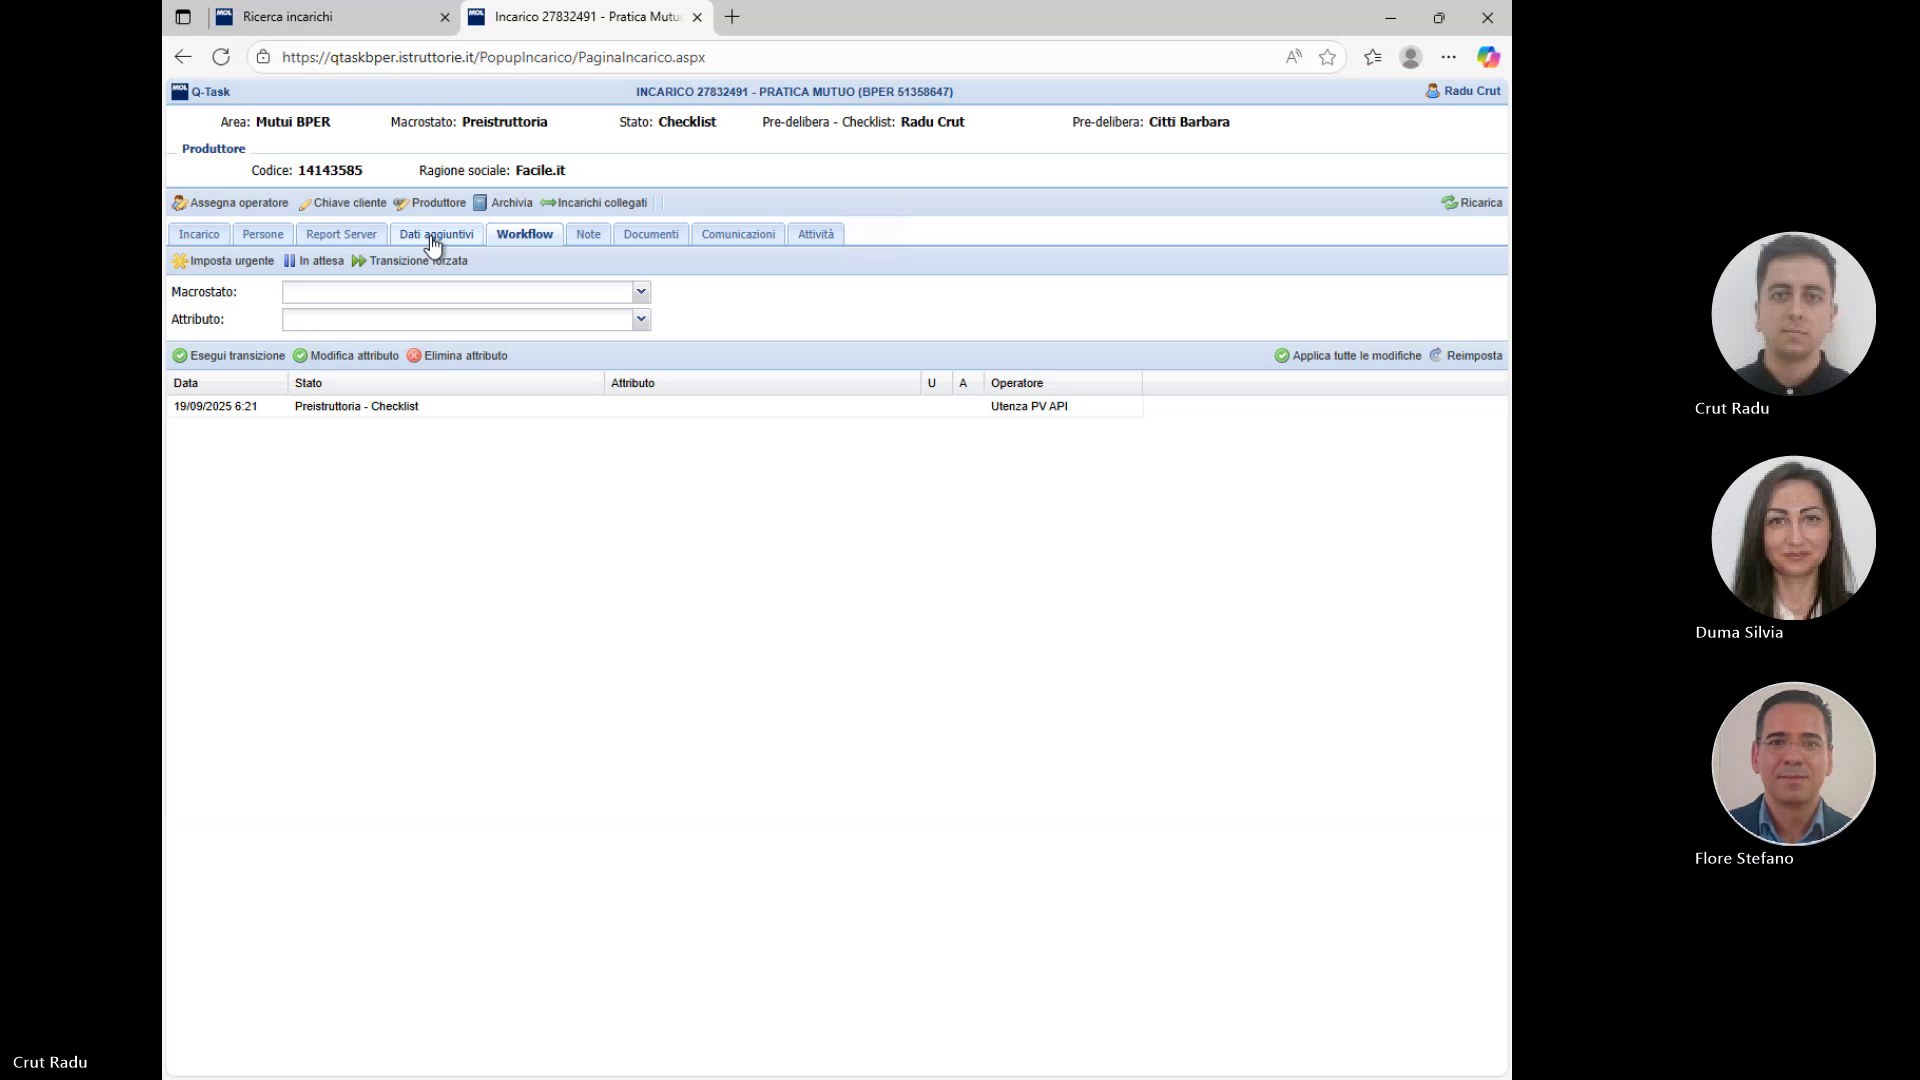 Ricerca incarichi
Incarico 27832491 - Pratica Mutu
https://qtaskbper.istruttorie.it/PopupIncarico/PaginaIncarico.aspx
MOL Q-Task
INCARICO 27832491 - PRATICA MUTUO (BPER 51358647)
Radu Crut
Area: Mutui BPER
Macrostato: Preistruttoria
Stato: Checklist
Pre-delibera - Checklist: Radu Crut
Pre-delibera: Citti Barbara
Produttore
Codice: 14143585
Ragione sociale: Facile.it
Assegna operatore
Chiave cliente
Produttore
Archivia
Incarichi collegati
Ricarica
Incarico
Persone
Report Server
Dati aggiuntivi
Workflow
Note
Documenti
Comunicazioni
Attività
Imposta urgente
In attesa
Transizione forzata
Macrostato:
Attributo:
Esegui transizione
Modifica attributo
Elimina attributo
Applica tutte le modifiche
Reimposta
Data
Stato
Attributo
U
A
Operatore
19/09/2025 6:21
Preistruttoria - Checklist
Utenza PV API
Crut Radu
Duma Silvia
Flore Stefano
Crut Radu